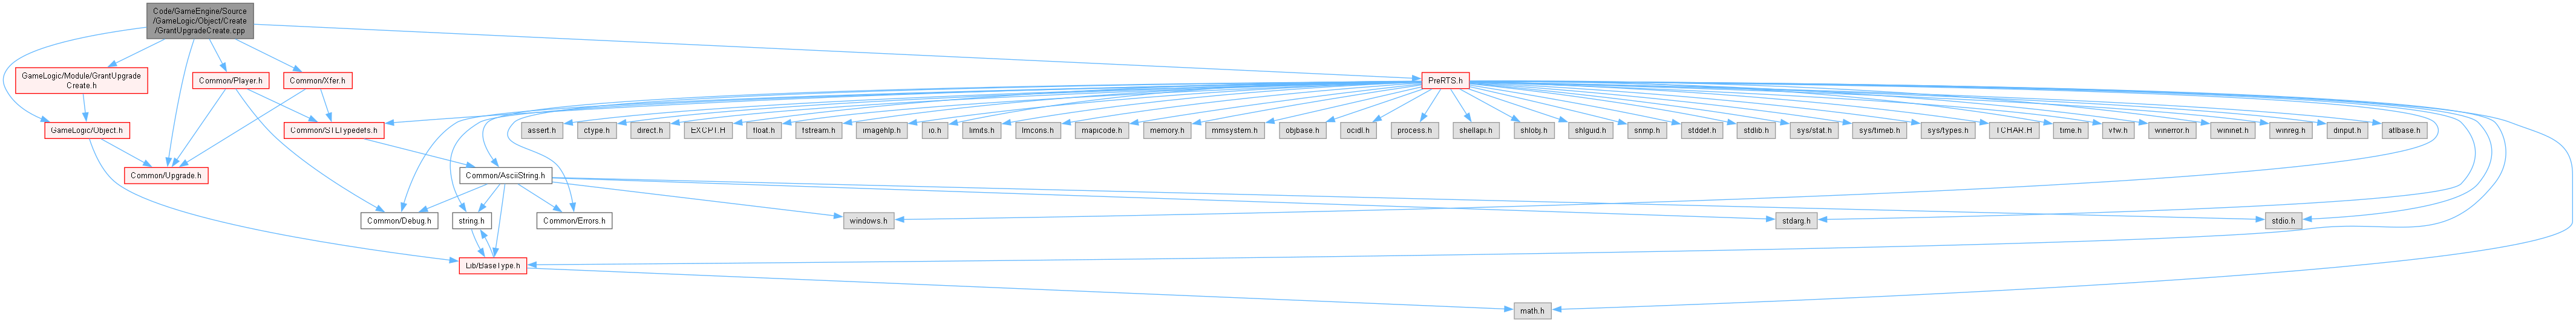 Code/GameEngine/Source
/GameLogic/Object/Create
/GrantUpgradeCreate.cpp
GameLogic/Module/GrantUpgrade
Create.h
Common/Player.h
Common/Xfer.h
PreRTS.h
GameLogic/Object.h
Common/STLTypedefs.h
assert.h
ctype.h
direct.h
EXCPT.H
float.h
fstream.h
imagehlp.h
io.h
limits.h
lmcons.h
mapicode.h
memory.h
mmsystem.h
objbase.h
ocidl.h
process.h
shellapi.h
shlobj.h
shlguid.h
snmp.h
stddef.h
stdlib.h
sys/stat.h
sys/timeb.h
sys/types.h
TCHAR.H
time.h
vfw.h
winerror.h
wininet.h
winreg.h
dinput.h
atlbase.h
Common/Upgrade.h
Common/AsciiString.h
Common/Debug.h
string.h
Common/Errors.h
windows.h
stdarg.h
stdio.h
Lib/BaseType.h
math.h